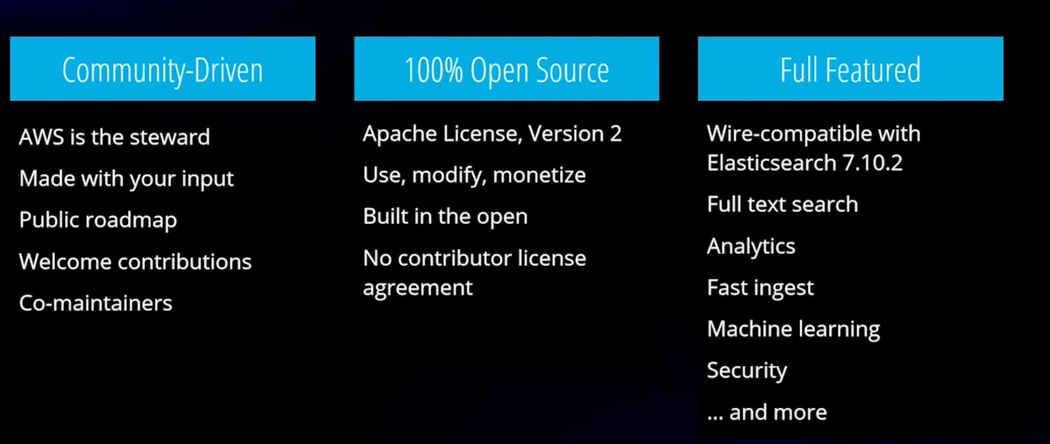 Community-Driven
AWS is the steward
Made with your input
Public roadmap
Welcome contributions
Co-maintainers
100% Open Source
Apache License, Version 2
Use, modify, monetize
Built in the open
No contributor license
agreement
Full Featured
Wire-compatible with
Elasticsearch 7.10.2
Full text search
Analytics
Fast ingest
Machine learning
Security
... and more